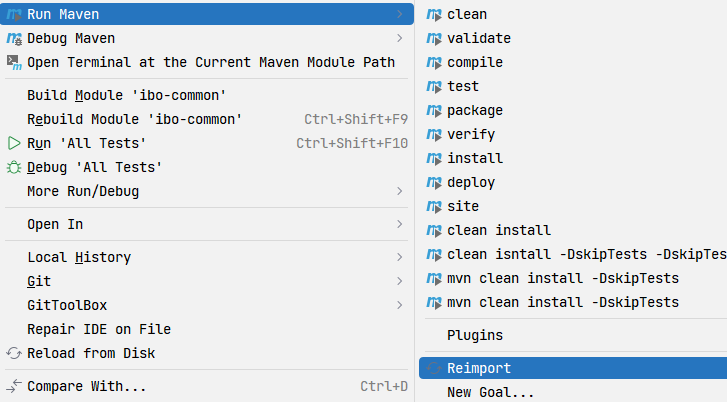 Run Maven
Debug Maven
Open Terminal at the Current Maven Module Path
Build Module 'ibo-common'
Rebuild Module 'ibo-common' Ctrl+Shift+F9
Run 'All Tests' Ctrl+Shift+F10
Debug 'All Tests'
More Run/Debug
Open In
Local History
Git
GitToolBox
Repair IDE on File
Reload from Disk
Compare With... Ctrl+D
clean
validate
compile
test
package
verify
install
deploy
site
clean install
clean isntall -DskipTests -DskipTes
mvn clean install -DskipTests
mvn clean install -DskipTests
Plugins
Reimport
New Goal...